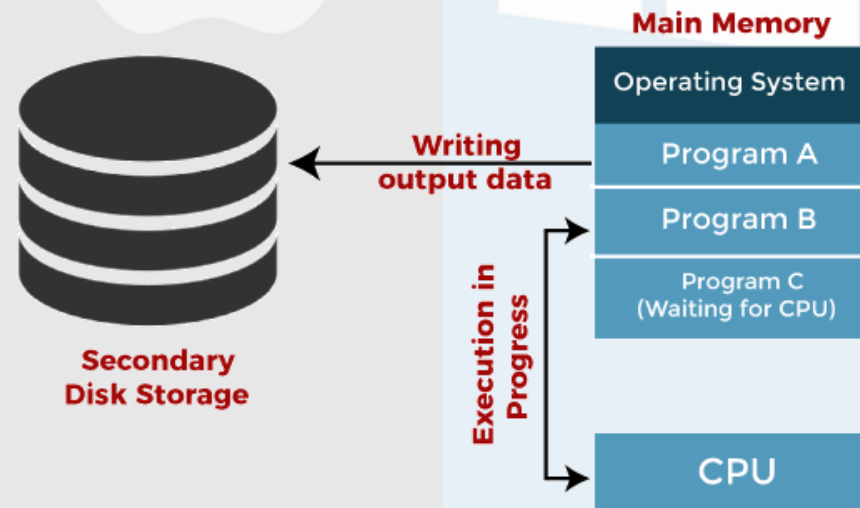 Main Memory
Operating System
Program A
Writing
output data
Program B
Program C
(Waiting for CPU)
Execution in
Progress
Secondary
Disk Storage
CPU